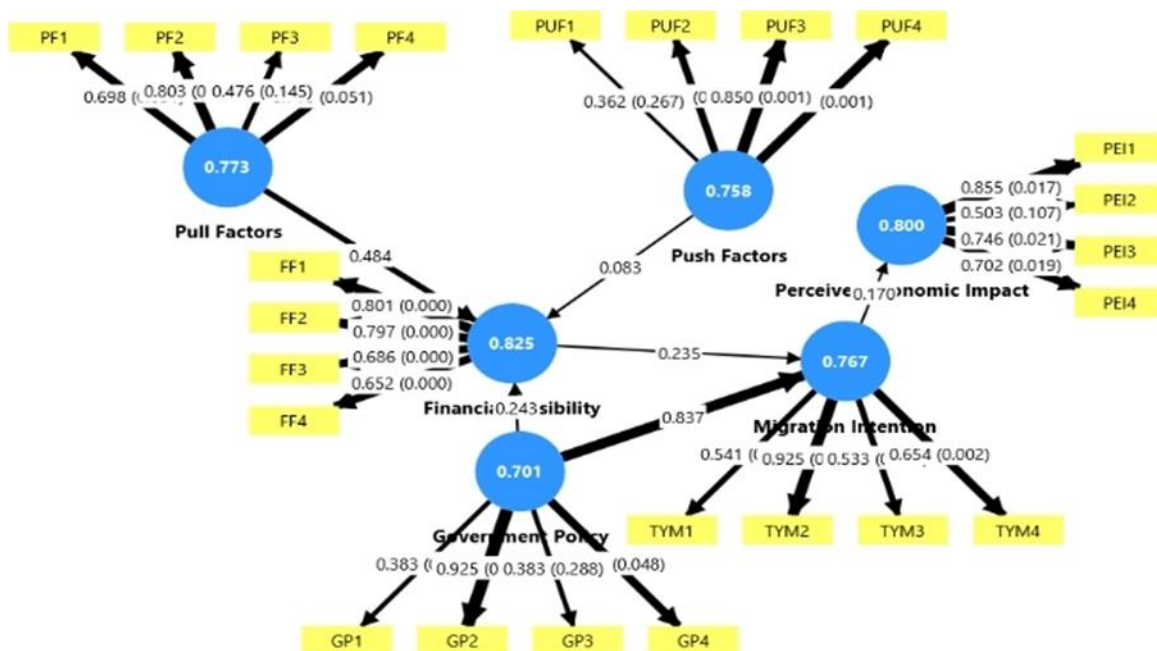 PF1 PF2 PF3 PF4
PUF1 PUF2 PUF3 PUF4
0.698 0.803 0.476 (0.145) (0.051)
0.362 (0.267) 0.850 (0.001) (0.001)
0.773
Pull Factors
0.758
Push Factors
PEI1
PEI2
PEI3
PEI4
0.855 (0.017)
0.503 (0.107)
0.746 (0.021)
0.702 (0.019)
0.800
Economic Impact
0.484
0.083
0.170
FF1
FF2
FF3
FF4
0.801 (0.000)
0.797 (0.000)
0.686 (0.000)
0.652 (0.000)
0.825
0.235
0.767
Migration Intention
0.243
0.837
0.701
Government Policy
0.541 0.925 0.533 0.654 (0.002)
TYM1 TYM2 TYM3 TYM4
0.383 0.925 0.383 (0.288) (0.048)
GP1 GP2 GP3 GP4